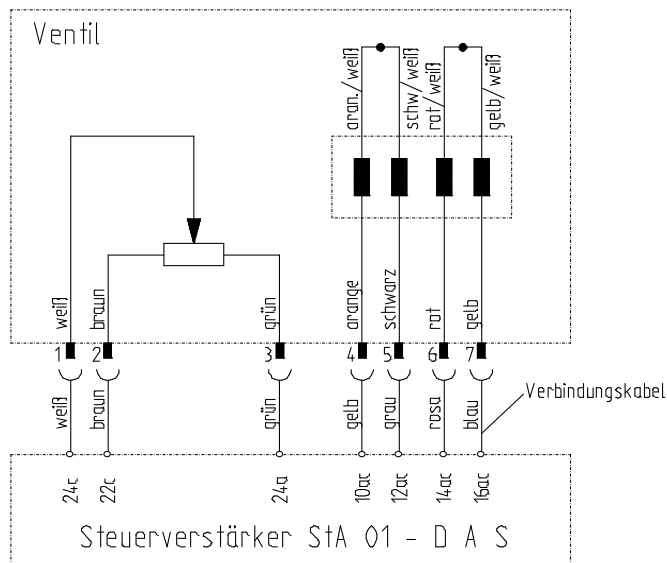 Ventil
oran./weiß
schw/weiß
rot/weiß
gelb/weiß
weiß
braun
grün
orange
schwarz
rot
gelb
1
2
3
4
5
6
7
weiß
braun
grün
gelb
grau
rosa
blau
Verbindungskabel
24c
22c
24a
10ac
12ac
14ac
16ac
Steuerverstärker StA 01 - D A S